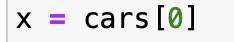 x = cars[0]